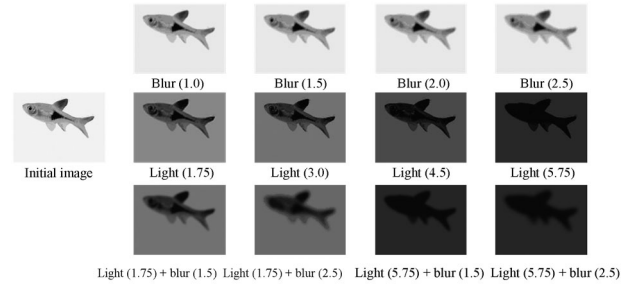 Blur (1.0) Blur (1.5) Blur (2.0) Blur (2.5)
Initial image Light (1.75) Light (3.0) Light (4.5) Light (5.75)
Light (1.75) + blur (1.5) Light (1.75) + blur (2.5) Light (5.75) + blur (1.5) Light (5.75) + blur (2.5)